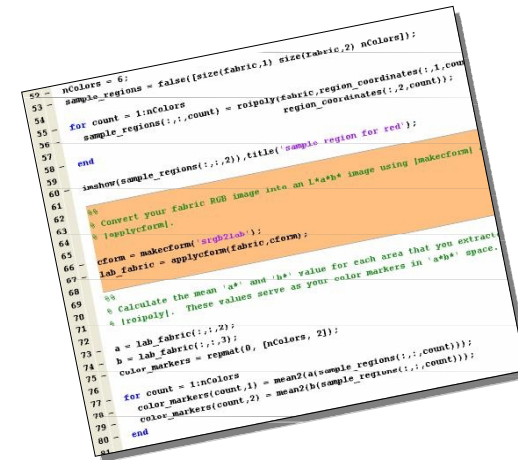 52 - nColors = 6;
53 - sample_regions = false([size(fabric,1) size(fabric,2) nColors]);
54
55 - for count = 1:nColors
56 - sample_regions(:,:,count) = roipoly(fabric,region_coordinates(:,1,coun
57 region_coordinates(:,2,count));
58 - end
59
60 - imshow(sample_regions(:,:,2)),title('sample region for red');
61
62 %%
63 % Convert your fabric RGB image into an L*a*b* image using |makecform|
64 % |applycform|.
65
66 - cform = makecform('srgb2lab');
67 - lab_fabric = applycform(fabric,cform);
68
69 %%
70 % Calculate the mean 'a*' and 'b*' value for each area that you extract
71 % |roipoly|. These values serve as your color markers in 'a*b*' space.
72
73 - a = lab_fabric(:,:,2);
74 - b = lab_fabric(:,:,3);
75 - color_markers = repmat(0, [nColors, 2]);
76
77 - for count = 1:nColors
78 - color_markers(count,1) = mean2(a(sample_regions(:,:,count)));
79 - color_markers(count,2) = mean2(b(sample_regions(:,:,count)));
80 - end
81